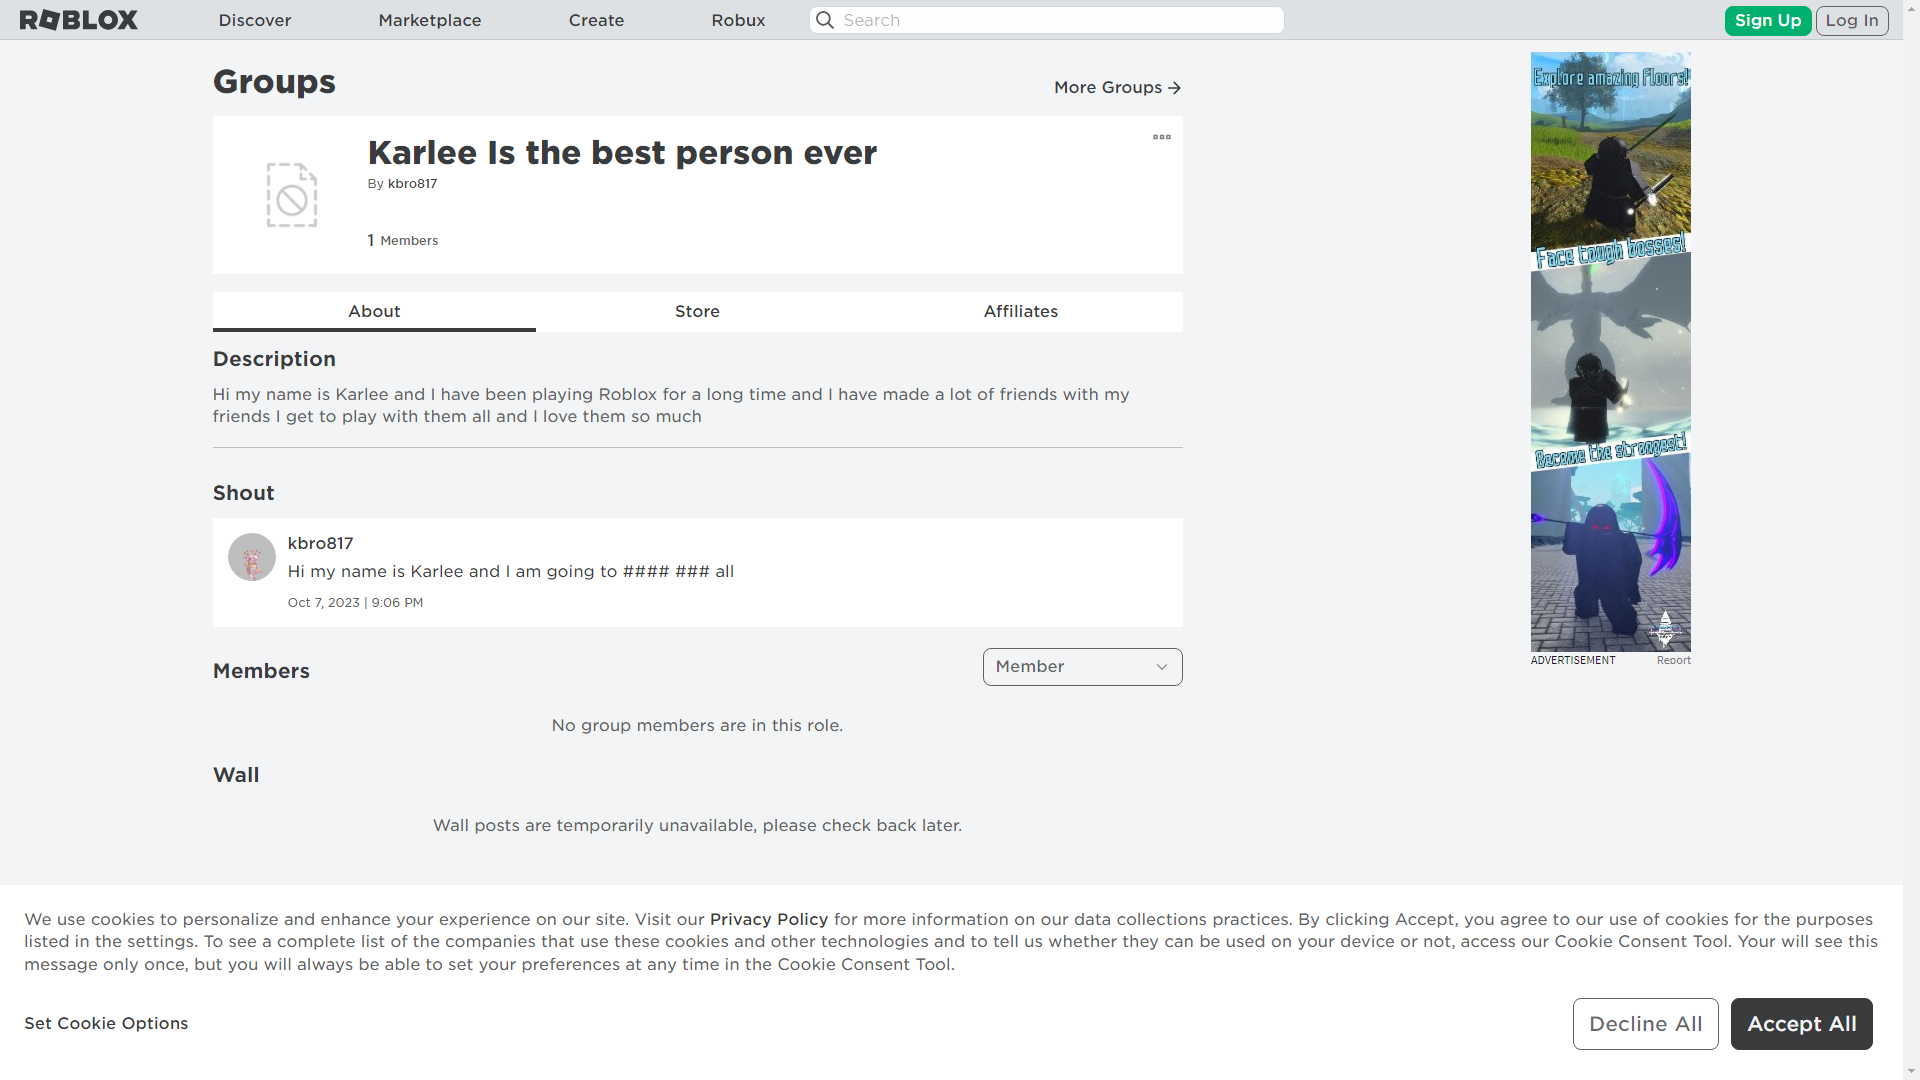 ROBLOX
Discover
Marketplace
Create
Robux
Search
Sign Up
Log In
Groups
More Groups
Karlee Is the best person ever
By kbro817
1 Members
About
Store
Affiliates
Description
Hi my name is Karlee and I have been playing Roblox for a long time and I have made a lot of friends with my
friends I get to play with them all and I love them so much
Shout
kbro817
Hi my name is Karlee and I am going to #### ### all
Oct 7, 2023 | 9:06 PM
Members
Member
No group members are in this role.
Wall
Wall posts are temporarily unavailable, please check back later.
Explore amazing floors!
Face tough bosses!
Become the strongest!
ADVERTISEMENT
Report
We use cookies to personalize and enhance your experience on our site. Visit our Privacy Policy for more information on our data collections practices. By clicking Accept, you agree to our use of cookies for the purposes
listed in the settings. To see a complete list of the companies that use these cookies and other technologies and to tell us whether they can be used on your device or not, access our Cookie Consent Tool. Your will see this
message only once, but you will always be able to set your preferences at any time in the Cookie Consent Tool.
Set Cookie Options
Decline All
Accept All